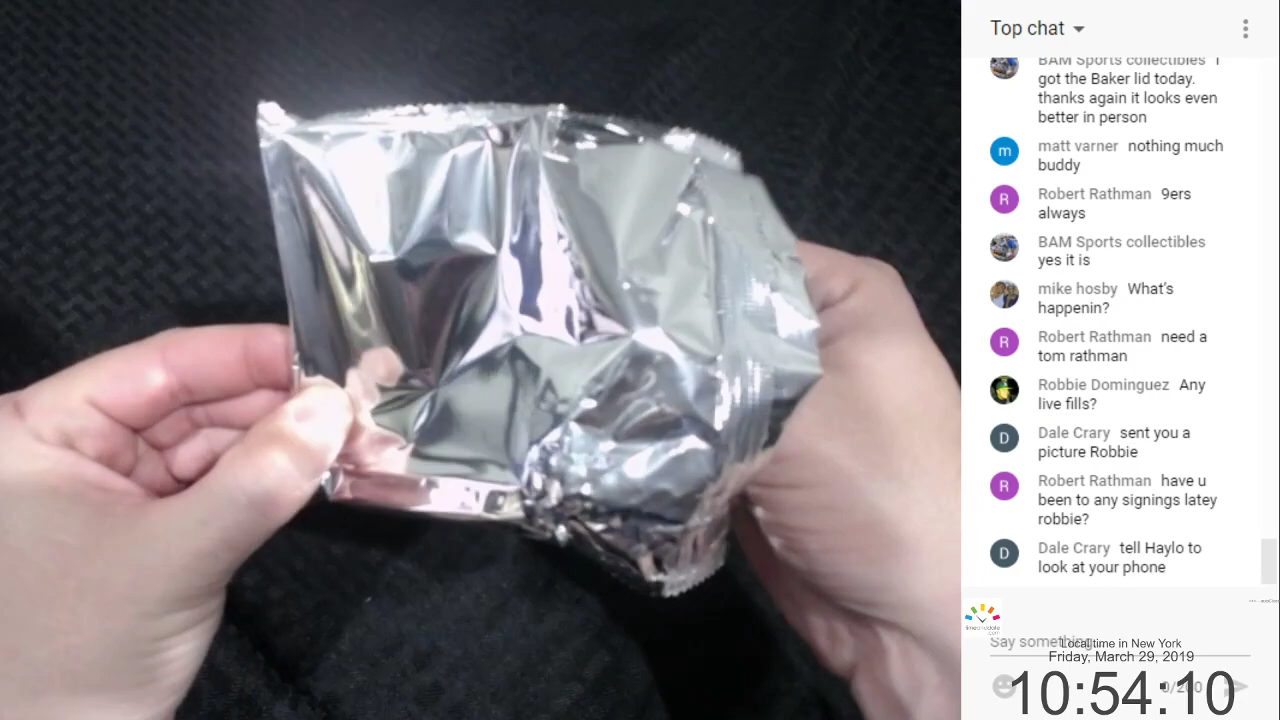 Top chat
BAM Sports collectibles I
got the Baker lid today.
thanks again it looks even
better in person
matt varner nothing much
buddy
Robert Rathman 9ers
always
BAM Sports collectibles
yes it is
mike hosby What's
happenin?
Robert Rathman need a
tom rathman
Robbie Dominguez Any
live fills?
Dale Crary sent you a
picture Robbie
Robert Rathman have u
been to any signings latey
robbie?
Dale Crary tell Haylo to
look at your phone
Say something...
Local time in New York
Friday, March 29, 2019
0/200
10:54:10